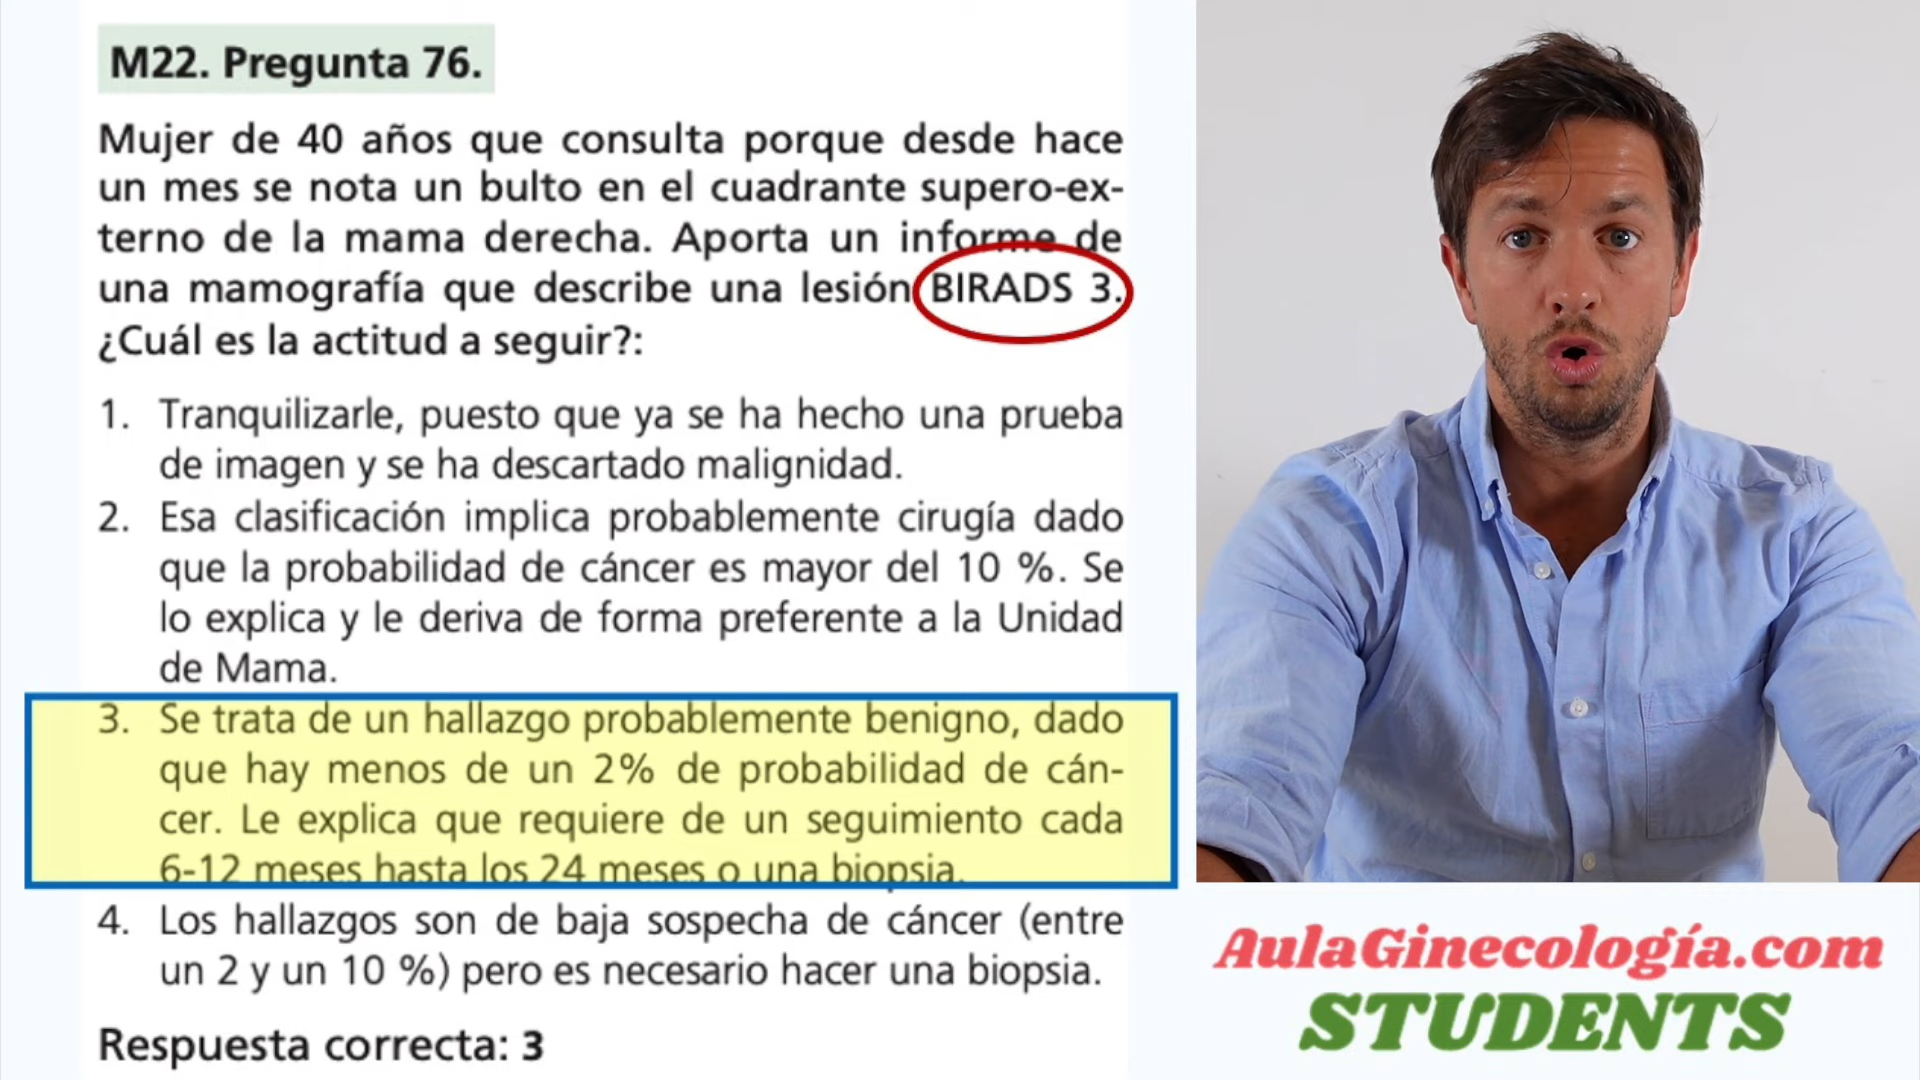 M22. Pregunta 76.
Mujer de 40 años que consulta porque desde hace
un mes se nota un bulto en el cuadrante supero-ex-
terno de la mama derecha. Aporta un informe de
una mamografía que describe una lesión BIRADS 3.
¿Cuál es la actitud a seguir?:
1. Tranquilizarle, puesto que ya se ha hecho una prueba
de imagen y se ha descartado malignidad.
2. Esa clasificación implica probablemente cirugía dado
que la probabilidad de cáncer es mayor del 10 %. Se
lo explica y le deriva de forma preferente a la Unidad
de Mama.
3. Se trata de un hallazgo probablemente benigno, dado
que hay menos de un 2% de probabilidad de cán-
cer. Le explica que requiere de un seguimiento cada
6-12 meses hasta los 24 meses o una biopsia.
4. Los hallazgos son de baja sospecha de cáncer (entre
un 2 y un 10 %) pero es necesario hacer una biopsia.
Respuesta correcta: 3
AulaGinecología.com
STUDENTS